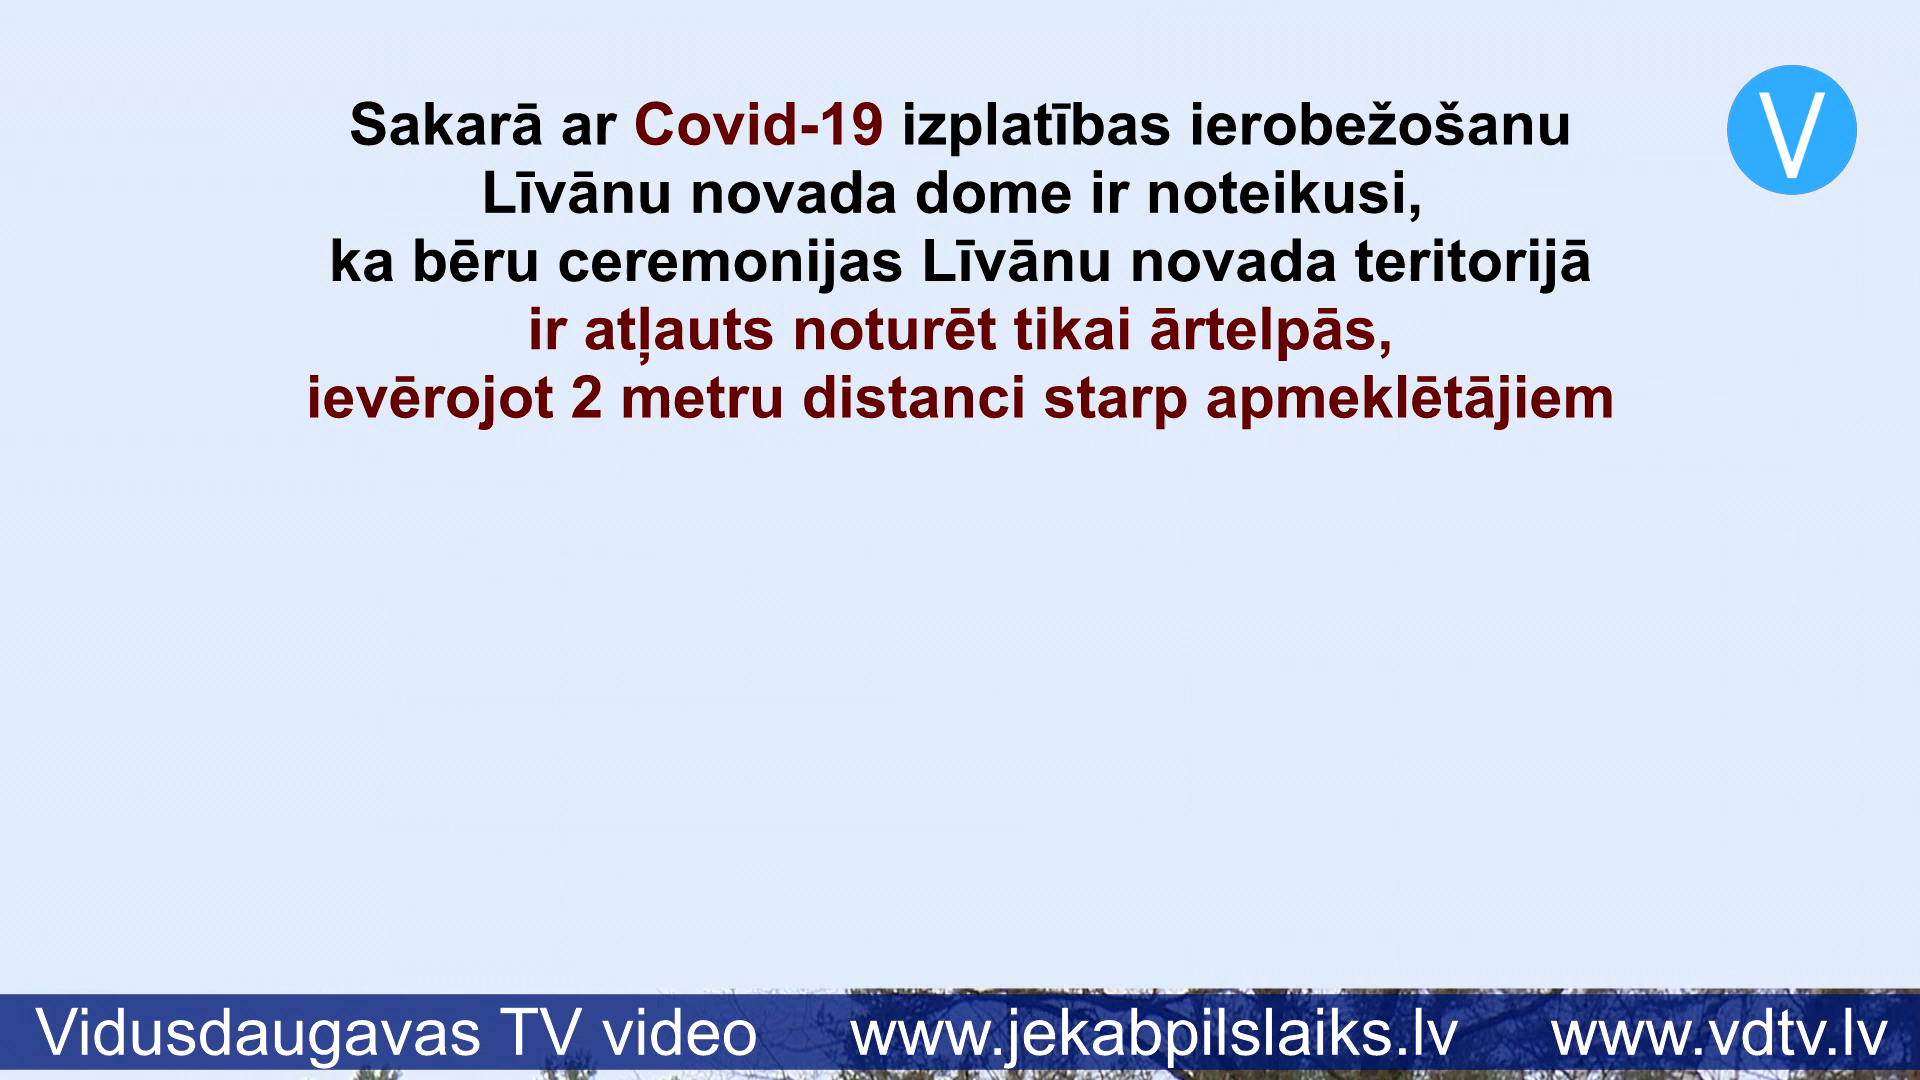 Sakarā ar Covid-19 izplatības ierobežošanu
Līvānu novada dome ir noteikusi,
ka bēru ceremonijas Līvānu novada teritorijā
ir atļauts noturēt tikai ārtelpās,
ievērojot 2 metru distanci starp apmeklētājiem
V
Vidusdaugavas TV video www.jekabpilslaiks.lv www.vdtv.lv